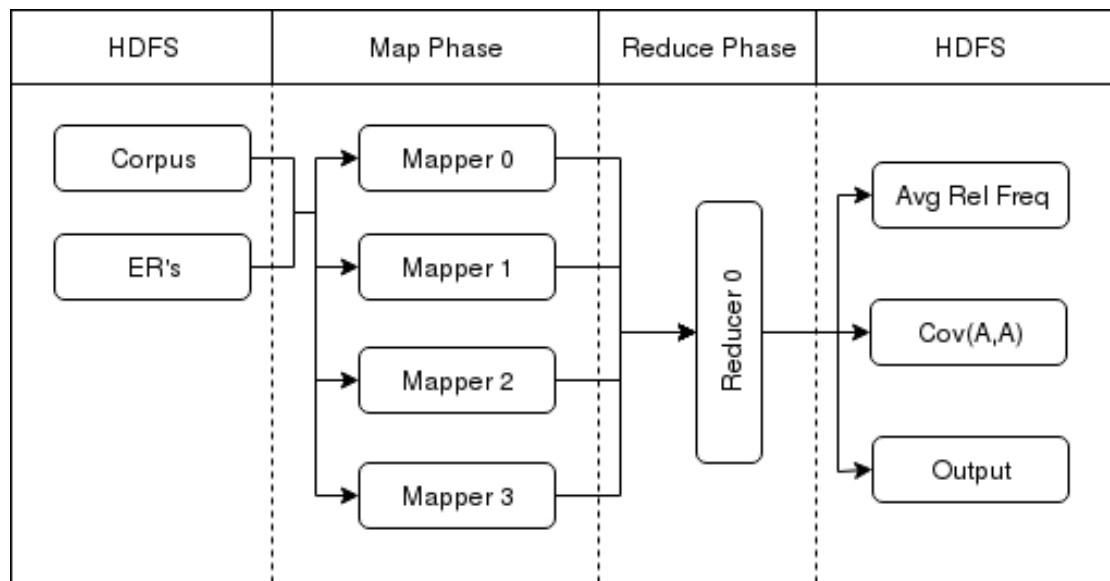 HDFS
Map Phase
Reduce Phase
HDFS
Corpus
ER's
Mapper 0
Mapper 1
Mapper 2
Mapper 3
Reducer 0
Avg Rel Freq
Cov(A,A)
Output